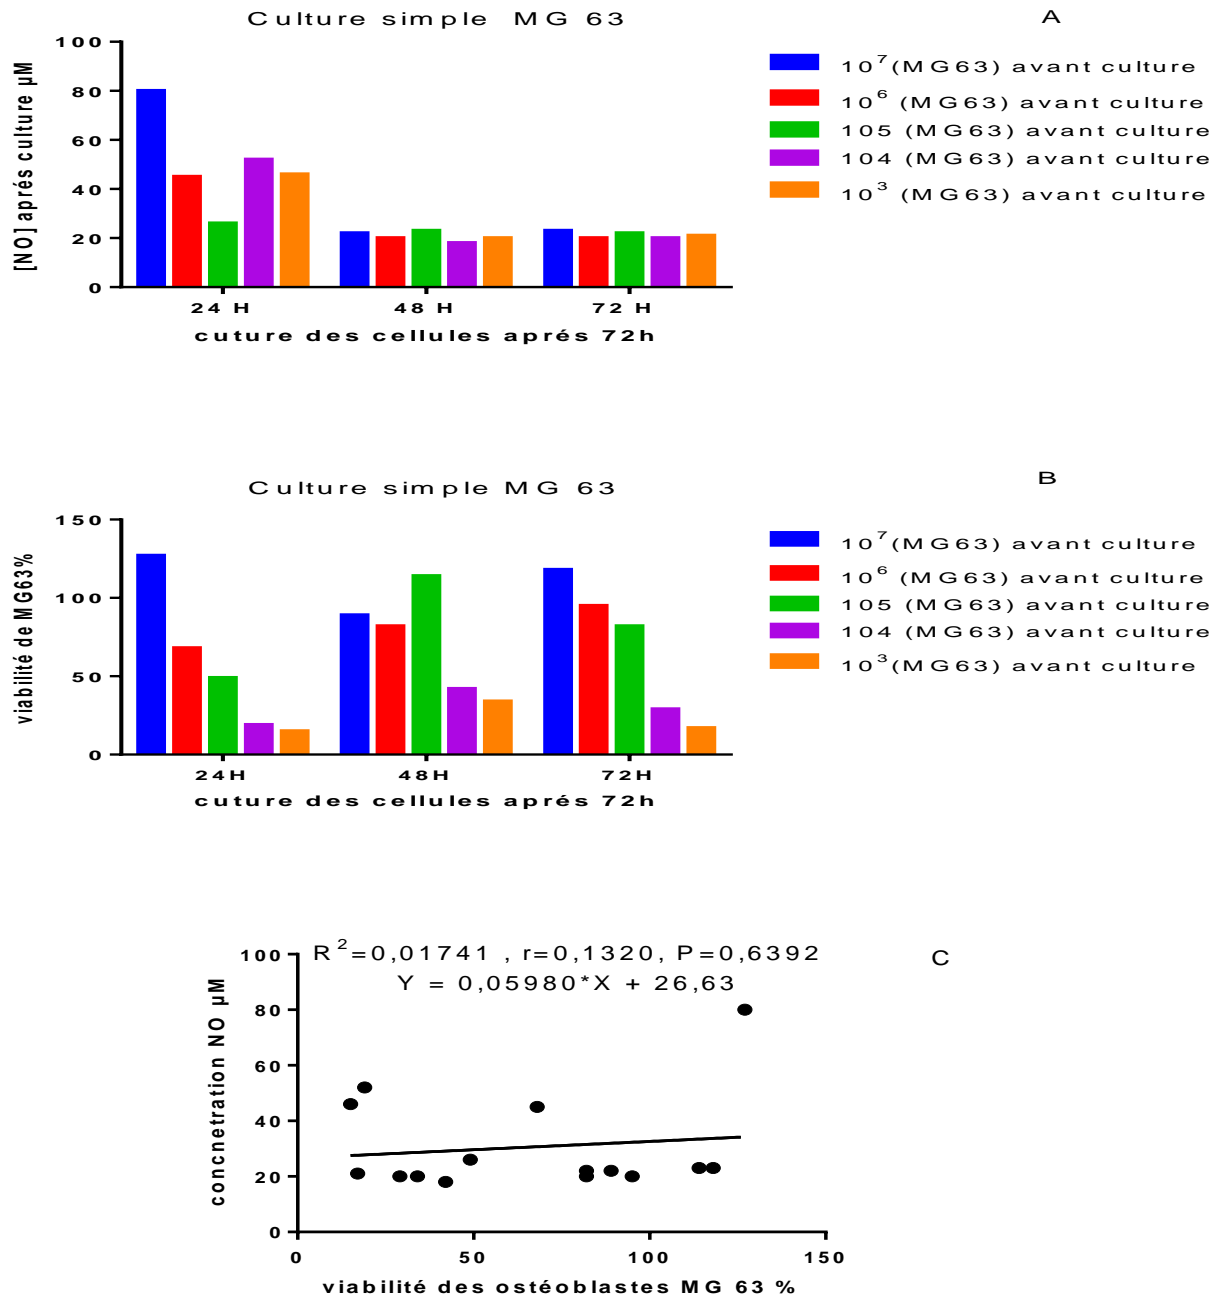 Culture simple MG 63
A
[NO] aprés culture µM
100
80
60
40
20
0
24 H
48 H
72 H
cuture des cellules aprés 72h
10⁷(MG63) avant culture
10⁶ (MG63) avant culture
105 (MG63) avant culture
104 (MG63) avant culture
10³ (MG63) avant culture
Culture simple MG 63
B
viabilité de MG63%
150
100
50
0
24H
48H
72H
cuture des cellules aprés 72h
10⁷(MG63) avant culture
10⁶ (MG63) avant culture
105 (MG63) avant culture
104 (MG63) avant culture
10³(MG63) avant culture
R²=0,01741 , r=0,1320, P=0,6392
Y = 0,05980*X + 26,63
C
concnetration NO µM
100
80
60
40
20
0
0
50
100
150
viabilité des ostéoblastes MG 63 %